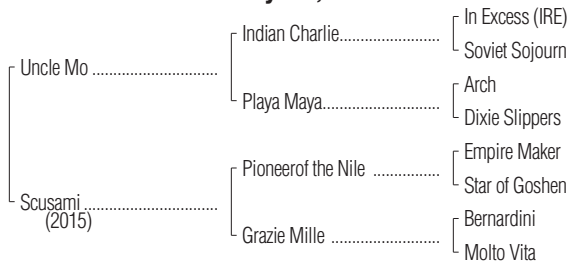 In Excess (IRE)
Indian Charlie....................
Soviet Sojourn
Uncle Mo ...........................
Arch
Playa Maya.........................
Dixie Slippers
Empire Maker
Pioneerof the Nile ................
Star of Goshen
Scusami .............................
(2015)
Bernardini
Grazie Mille .......................
Molto Vita